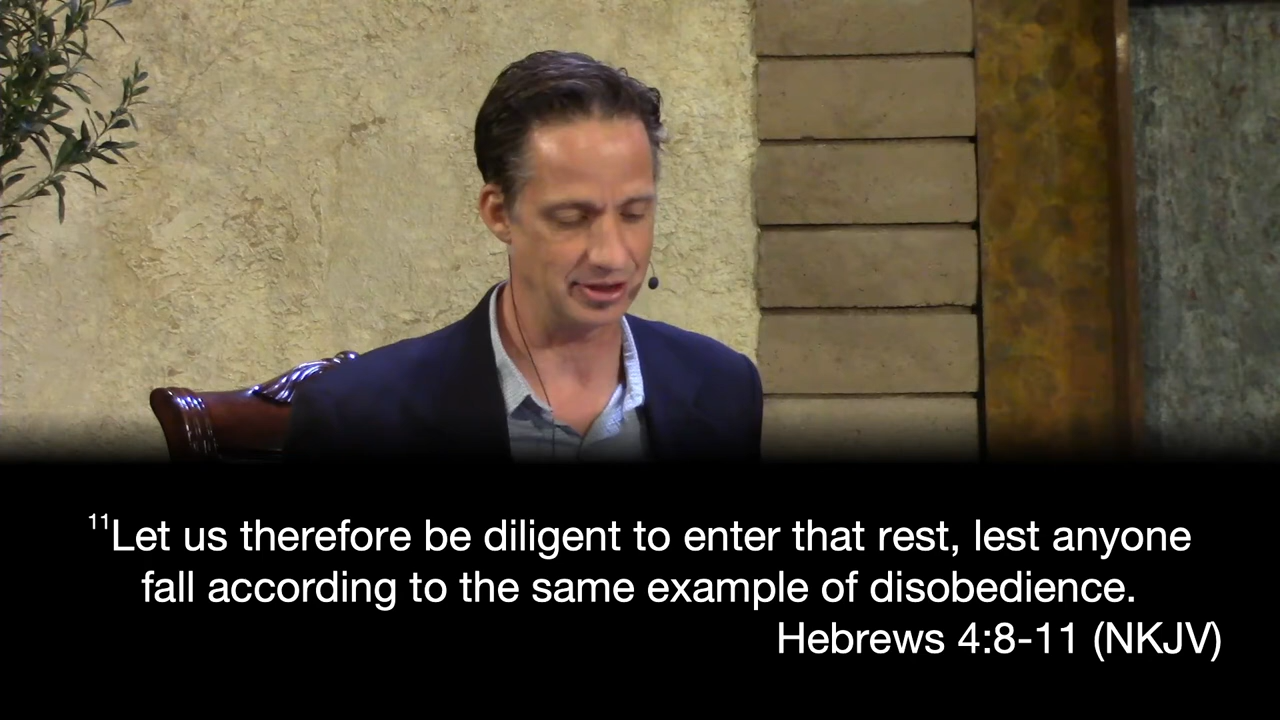 ¹¹Let us therefore be diligent to enter that rest, lest anyone
fall according to the same example of disobedience.
Hebrews 4:8-11 (NKJV)